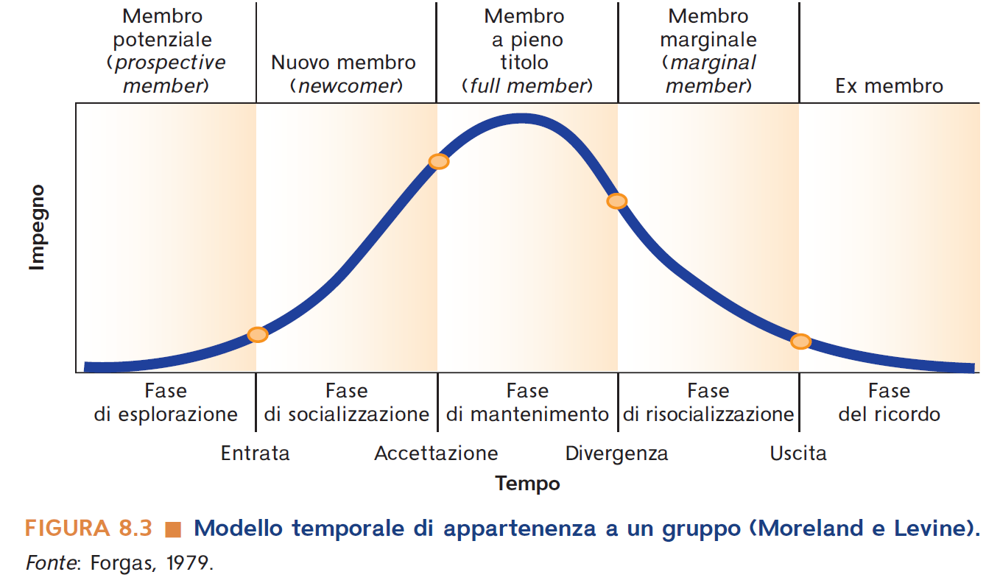 Membro
potenziale
(prospective
member)
Nuovo membro
(newcomer)
Membro
a pieno
titolo
(full member)
Membro
marginale
(marginal
member)
Ex membro
Impegno
Fase
di esplorazione
Fase
di socializzazione
Fase
di mantenimento
Fase
di risocializzazione
Fase
del ricordo
Entrata
Accettazione
Divergenza
Uscita
Tempo
FIGURA 8.3 ■ Modello temporale di appartenenza a un gruppo (Moreland e Levine).
Fonte: Forgas, 1979.